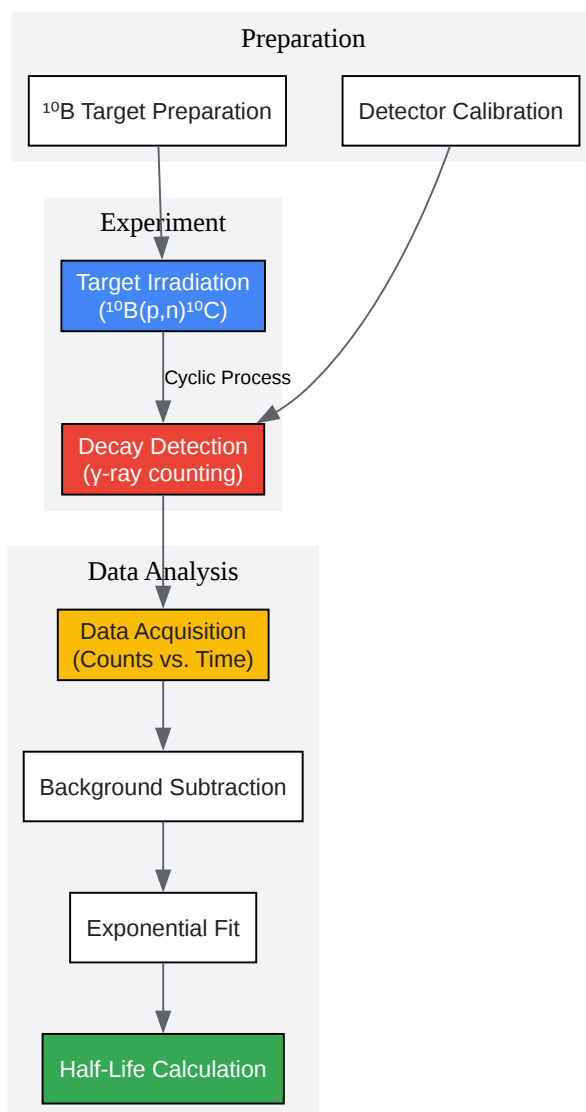 Preparation
¹⁰B Target Preparation
Detector Calibration
Experiment
Target Irradiation
(¹⁰B(p,n)¹⁰C)
Cyclic Process
Decay Detection
(γ-ray counting)
Data Analysis
Data Acquisition
(Counts vs. Time)
Background Subtraction
Exponential Fit
Half-Life Calculation